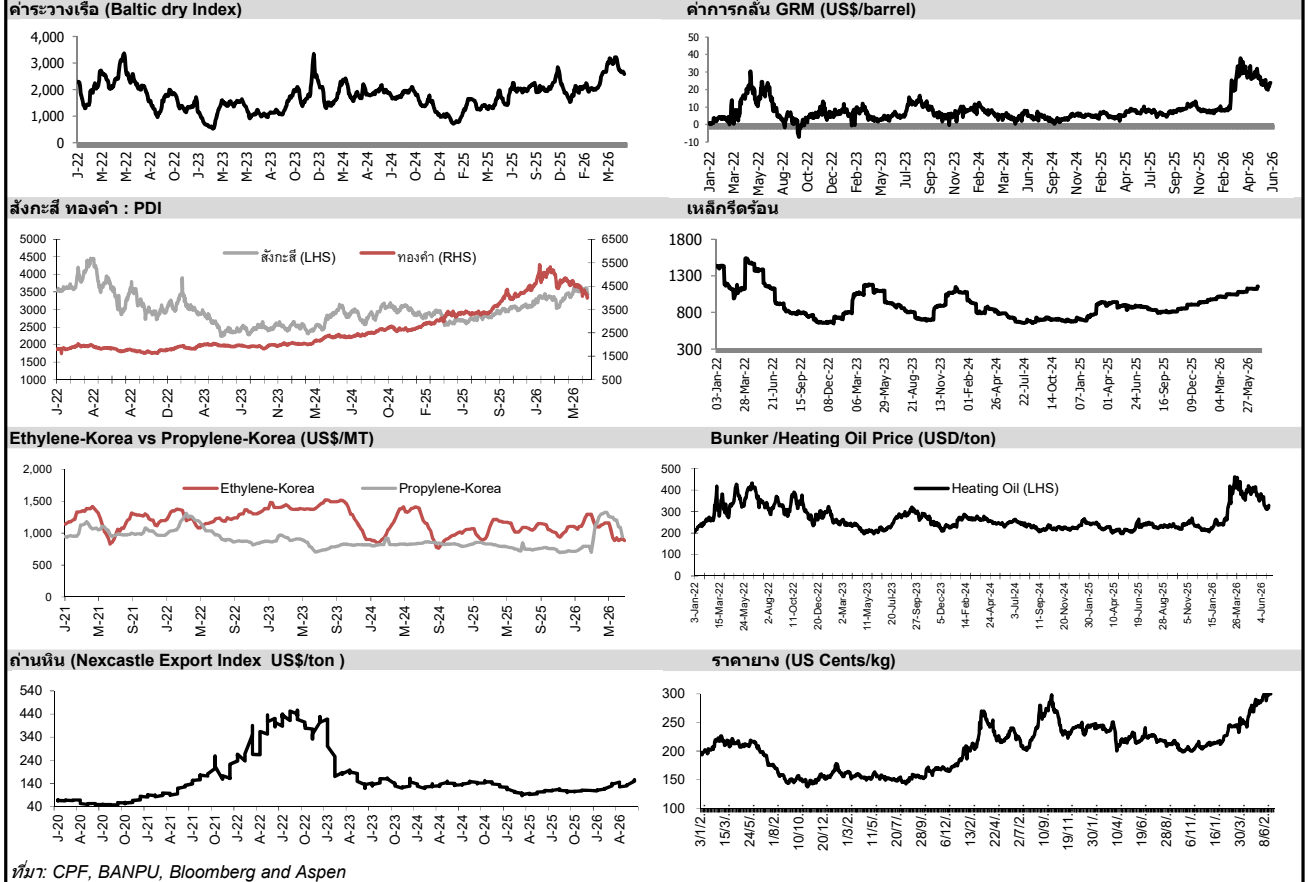 ค่าระวางเรือ (Baltic dry Index)
4,000
3,000
2,000
1,000
0
J-22 M-22 M-22 A-22 O-22 J-23 M-23 M-23 A-23 O-23 D-23 M-24 J-24 A-24 O-24 D-24 F-25 M-25 J-25 S-25 D-25 F-26 M-26
ค่าการกลั่น GRM (US$/barrel)
50
40
30
20
10
0
-10
Jan-22 Mar-22 May-22 Aug-22 Oct-22 Dec-22 Feb-23 May-23 Jul-23 Sep-23 Nov-23 Feb-24 Apr-24 Jun-24 Sep-24 Nov-24 Feb-25 Apr-25 Jul-25 Sep-25 Nov-25 Feb-26 Apr-26 Jun-26
สังกะสี ทองคำ : PDI
5000
4500
4000
3500
3000
2500
2000
1500
1000
สังกะสี (LHS) ทองคำ (RHS)
6500
5500
4500
3500
2500
1500
500
J-22 A-22 A-22 D-22 A-23 J-23 N-23 M-24 J-24 O-24 F-25 J-25 S-25 J-26 M-26
เหล็กรีดร้อน
1800
1300
800
300
03-Jan-22 28-Mar-22 21-Jun-22 15-Sep-22 08-Dec-22 06-Mar-23 29-May-23 21-Aug-23 13-Nov-23 01-Feb-24 26-Apr-24 22-Jul-24 14-Oct-24 07-Jan-25 01-Apr-25 24-Jun-25 16-Sep-25 09-Dec-25 04-Mar-26 27-May-26
Ethylene-Korea vs Propylene-Korea (US$/MT)
2,000
1,500
1,000
500
0
Ethylene-Korea Propylene-Korea
J-21 M-21 S-21 J-22 M-22 S-22 J-23 M-23 S-23 J-24 M-24 S-24 J-25 M-25 S-25 J-26 M-26
Bunker /Heating Oil Price (USD/ton)
500
400
300
200
100
0
Heating Oil (LHS)
3-Jan-22 15-Mar-22 24-May-22 2-Aug-22 11-Oct-22 20-Dec-22 2-Mar-23 11-May-23 20-Jul-23 27-Sep-23 5-Dec-23 14-Feb-24 24-Apr-24 3-Jul-24 11-Sep-24 20-Nov-24 30-Jan-25 10-Apr-25 19-Jun-25 28-Aug-25 5-Nov-25 15-Jan-26 26-Mar-26 4-Jun-26
ถ่านหิน (Nexcastle Export Index  US$/ton )
540
440
340
240
140
40
J-20 A-20 J-20 O-20 J-21 A-21 J-21 O-21 J-22 A-22 J-22 O-22 J-23 A-23 J-23 O-23 J-24 A-24 J-24 O-24 J-25 A-25 J-25 O-25 J-26 A-26
ราคายาง (US Cents/kg)
300
250
200
150
100
3/1/2. 15/3/. 24/5/. 1/8/2. 10/10. 20/12. 1/3/2. 11/5/. 20/7/. 28/9/. 6/12/. 13/2/. 22/4/. 27/7/. 10/9/. 19/11. 30/1/. 10/4/. 19/6/. 28/8/. 6/11/. 16/1/. 30/3/. 8/6/2.
ที่มา: CPF, BANPU, Bloomberg and Aspen